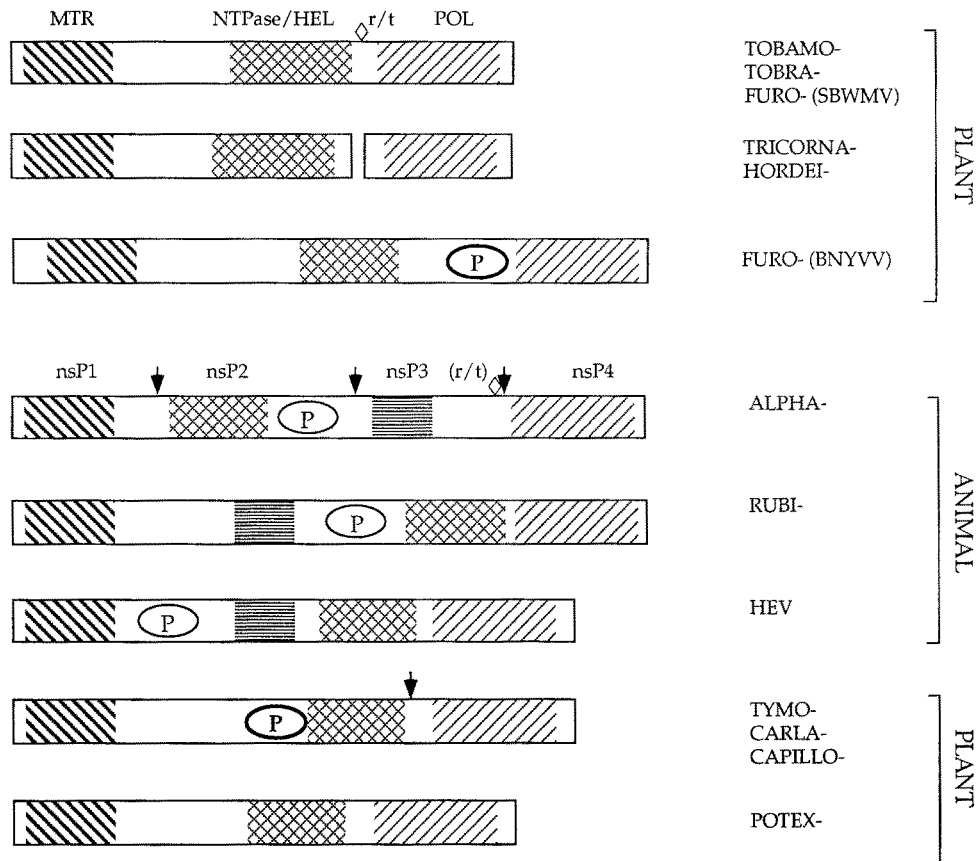 MTR NTPase/HEL r/t POL
TOBAMO-
TOBRA-
FURO- (SBWMV)
TRICORNA-
HORDEI-
P FURO- (BNYVV)
PLANT
nsP1 nsP2 nsP3 (r/t) nsP4
P ALPHA-
P RUBI-
P HEV
ANIMAL
P TYMO-
CARLA-
CAPILLO-
POTEX-
PLANT